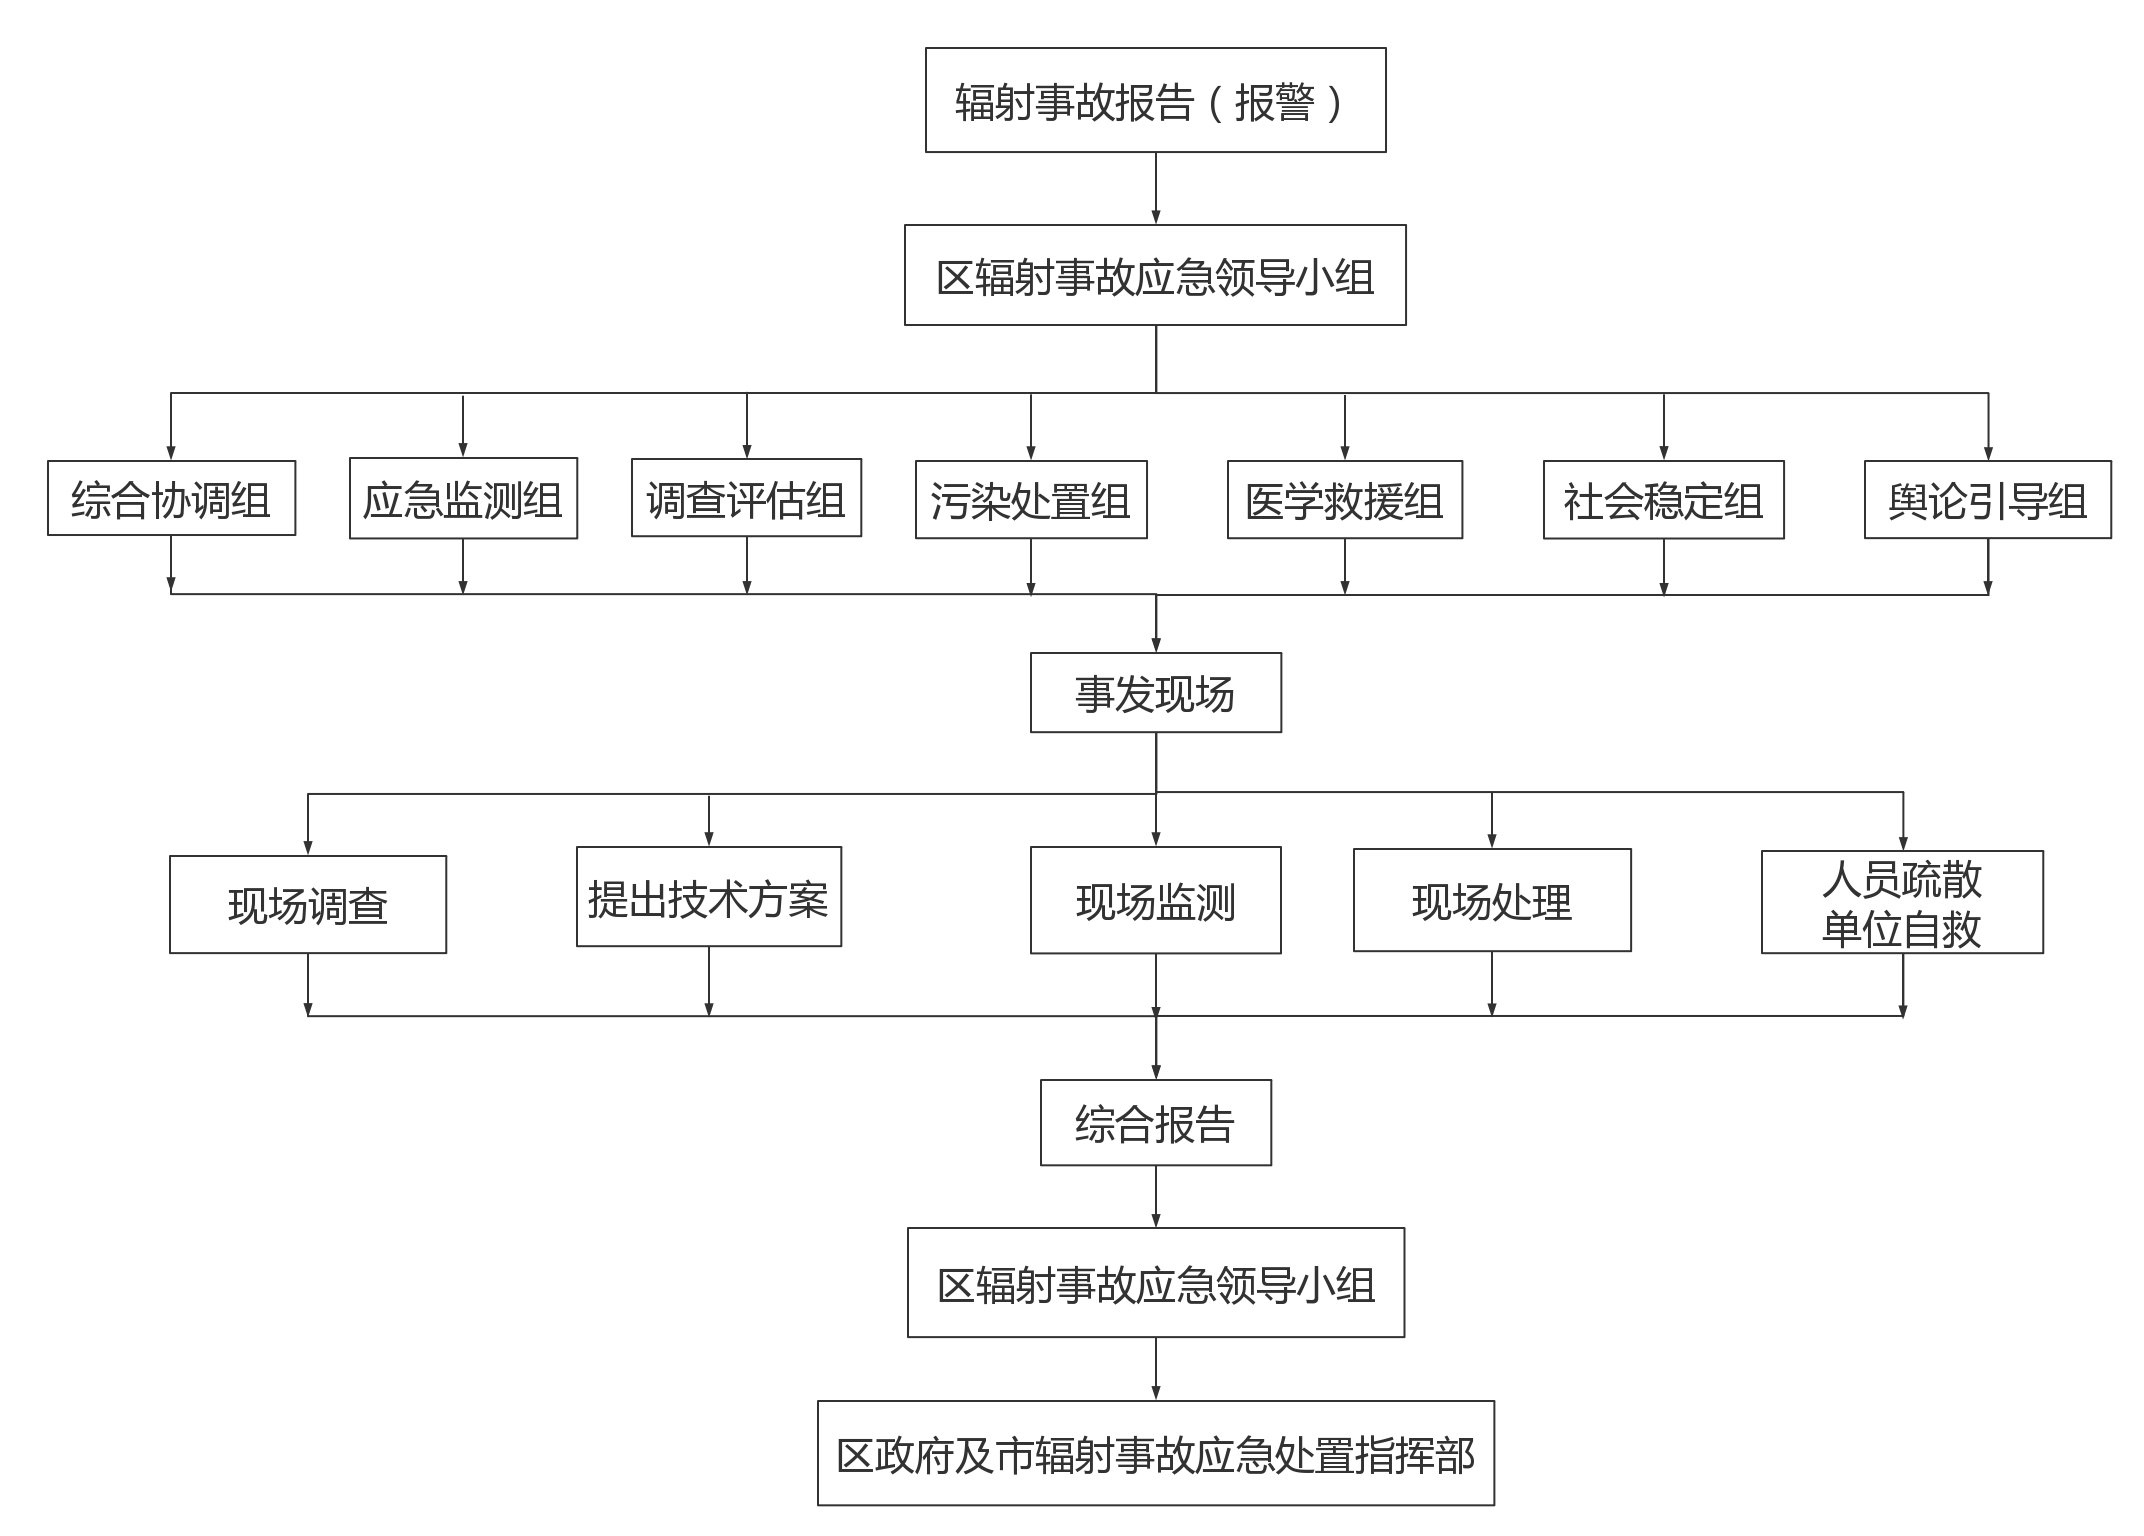 辐射事故报告（报警）
区辐射事故应急领导小组
综合协调组
应急监测组
调查评估组
污染处置组
医学救援组
社会稳定组
舆论引导组
事发现场
现场调查
提出技术方案
现场监测
现场处理
人员疏散
单位自救
综合报告
区辐射事故应急领导小组
区政府及市辐射事故应急处置指挥部